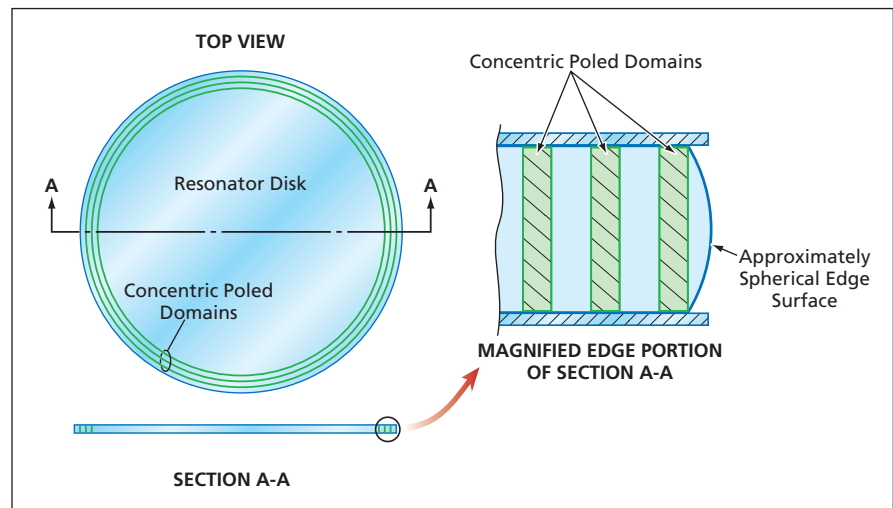 TOP VIEW
A
A
Resonator Disk
Concentric Poled
Domains
SECTION A-A
Concentric Poled Domains
Approximately
Spherical Edge
Surface
MAGNIFIED EDGE PORTION
OF SECTION A-A